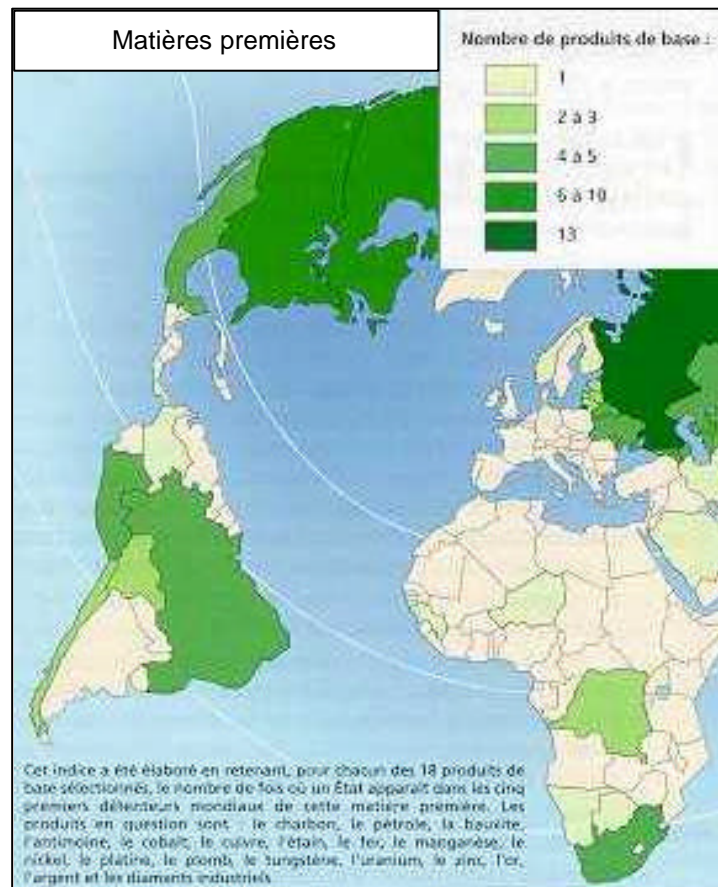 Matières premières
Nombre de produits de base :
1
2 à 3
4 à 5
6 à 10
13
Cet indice a été élaboré en retenant, pour chacun des 18 produits de
base sélectionnés, le nombre de fois où un État apparaît dans les cinq
premiers détenteurs mondiaux de cette matière première. Les
produits en question sont : le charbon, le pétrole, la bauxite,
l'antimoine, le cobalt, le cuivre, l'étain, le fer, le manganèse, le
nickel, le platine, le plomb, le tungstène, l'uranium, le zinc, l'or,
l'argent et les diamants industriels